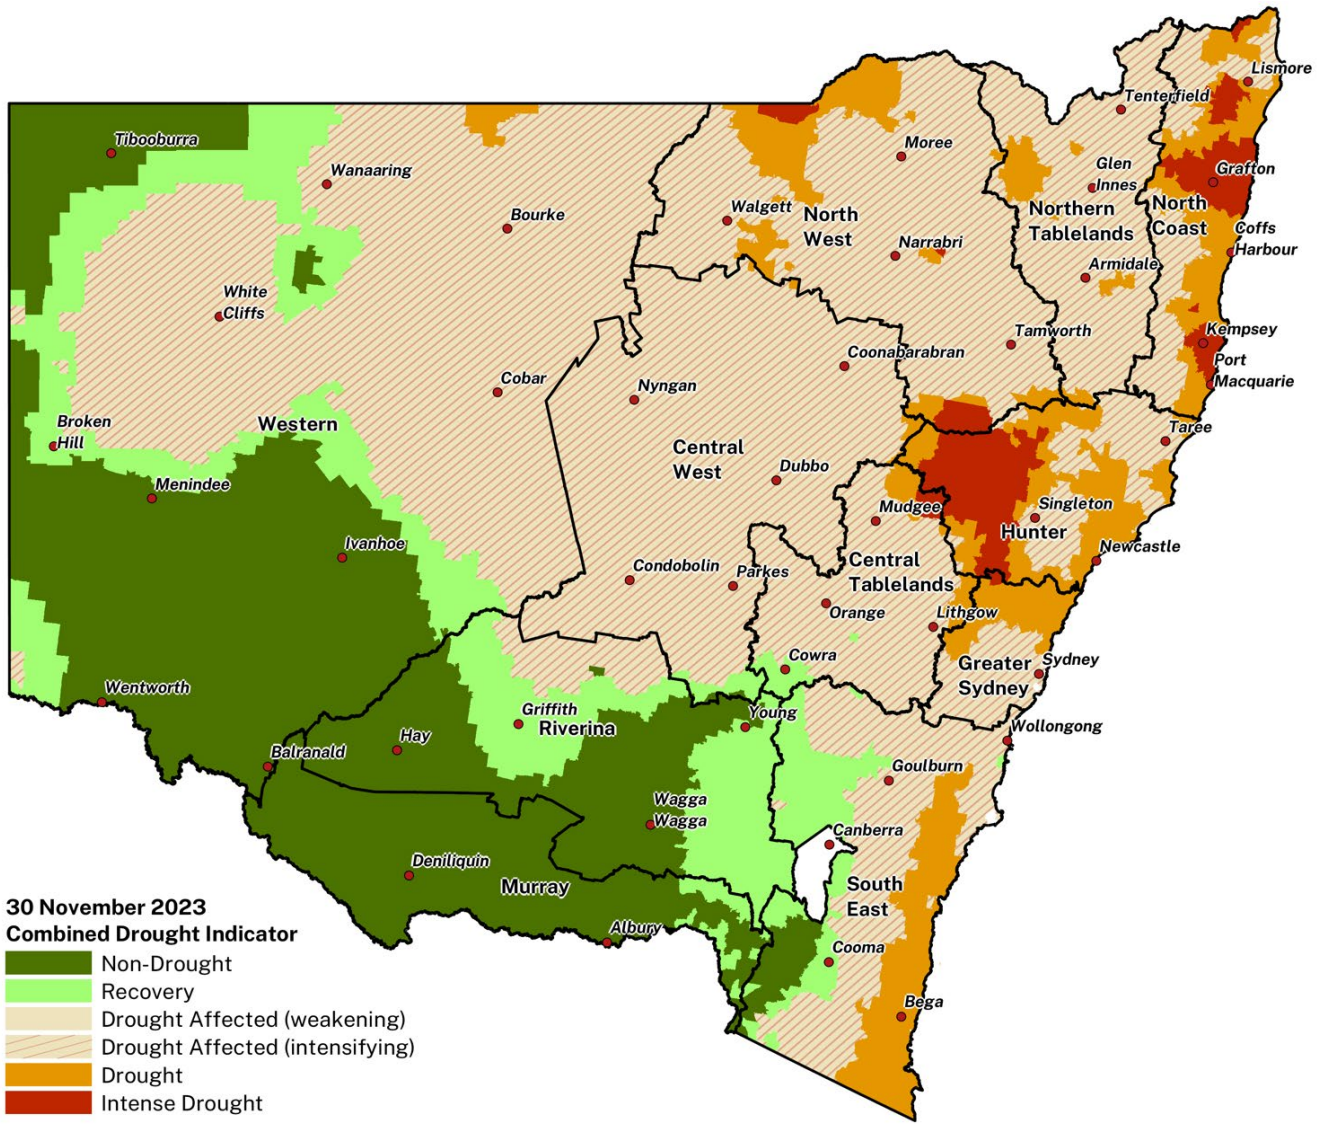 Lismore
Tenterfield
Tibooburra
Moree
Glen
Innes
Grafton
Wanaaring
Bourke
Walgett
North
West
Northern
Tablelands
North
Coast
Coffs
Harbour
Narrabri
Armidale
White
Cliffs
Tamworth
Kempsey
Port
Macquarie
Coonabarabran
Cobar
Nyngan
Broken
Hill
Western
Taree
Central
West
Dubbo
Menindee
Mudgee
Singleton
Hunter
Newcastle
Ivanhoe
Condobolin
Parkes
Central
Tablelands
Orange
Lithgow
Cowra
Greater
Sydney
Sydney
Wentworth
Griffith
Riverina
Young
Wollongong
Hay
Balranald
Goulburn
Wagga
Wagga
Canberra
Deniliquin
Murray
South
East
Albury
Cooma
Bega
30 November 2023
Combined Drought Indicator
Non-Drought
Recovery
Drought Affected (weakening)
Drought Affected (intensifying)
Drought
Intense Drought